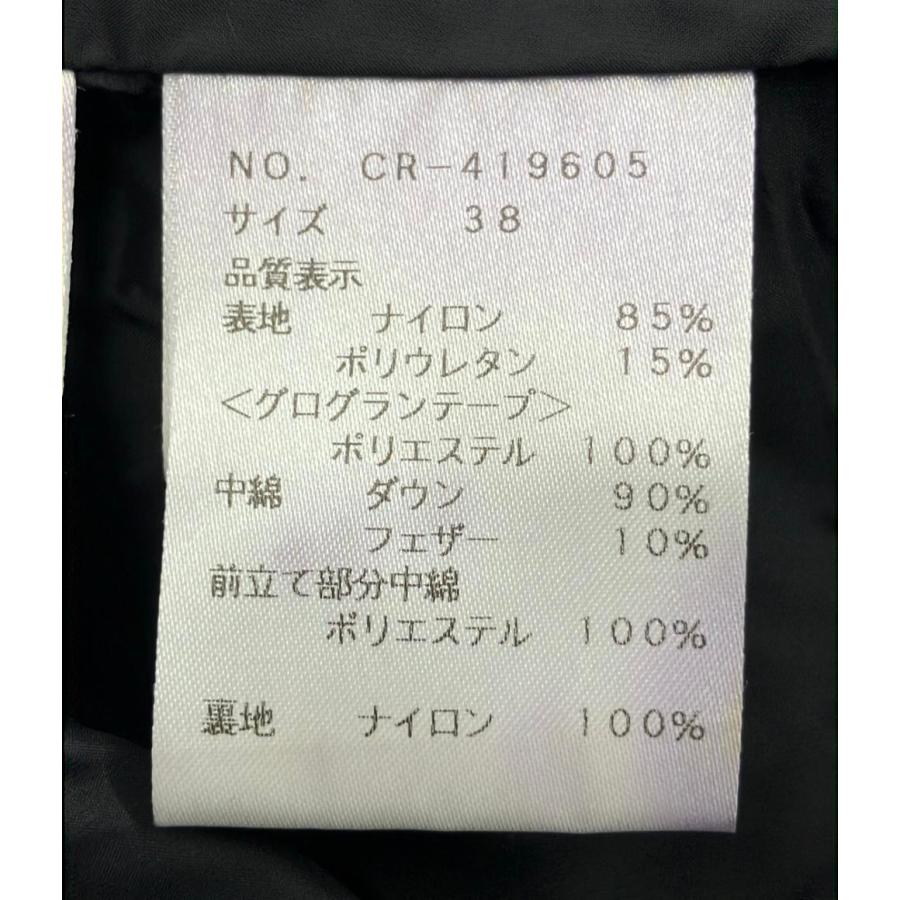 NO. CR-419605
サイズ 38
品質表示
表地 ナイロン 85%
ポリウレタン 15%
<グログランテープ>
ポリエステル 100%
中綿 ダウン 90%
フェザー 10%
前立て部分中綿
ポリエステル 100%
裏地 ナイロン 100%